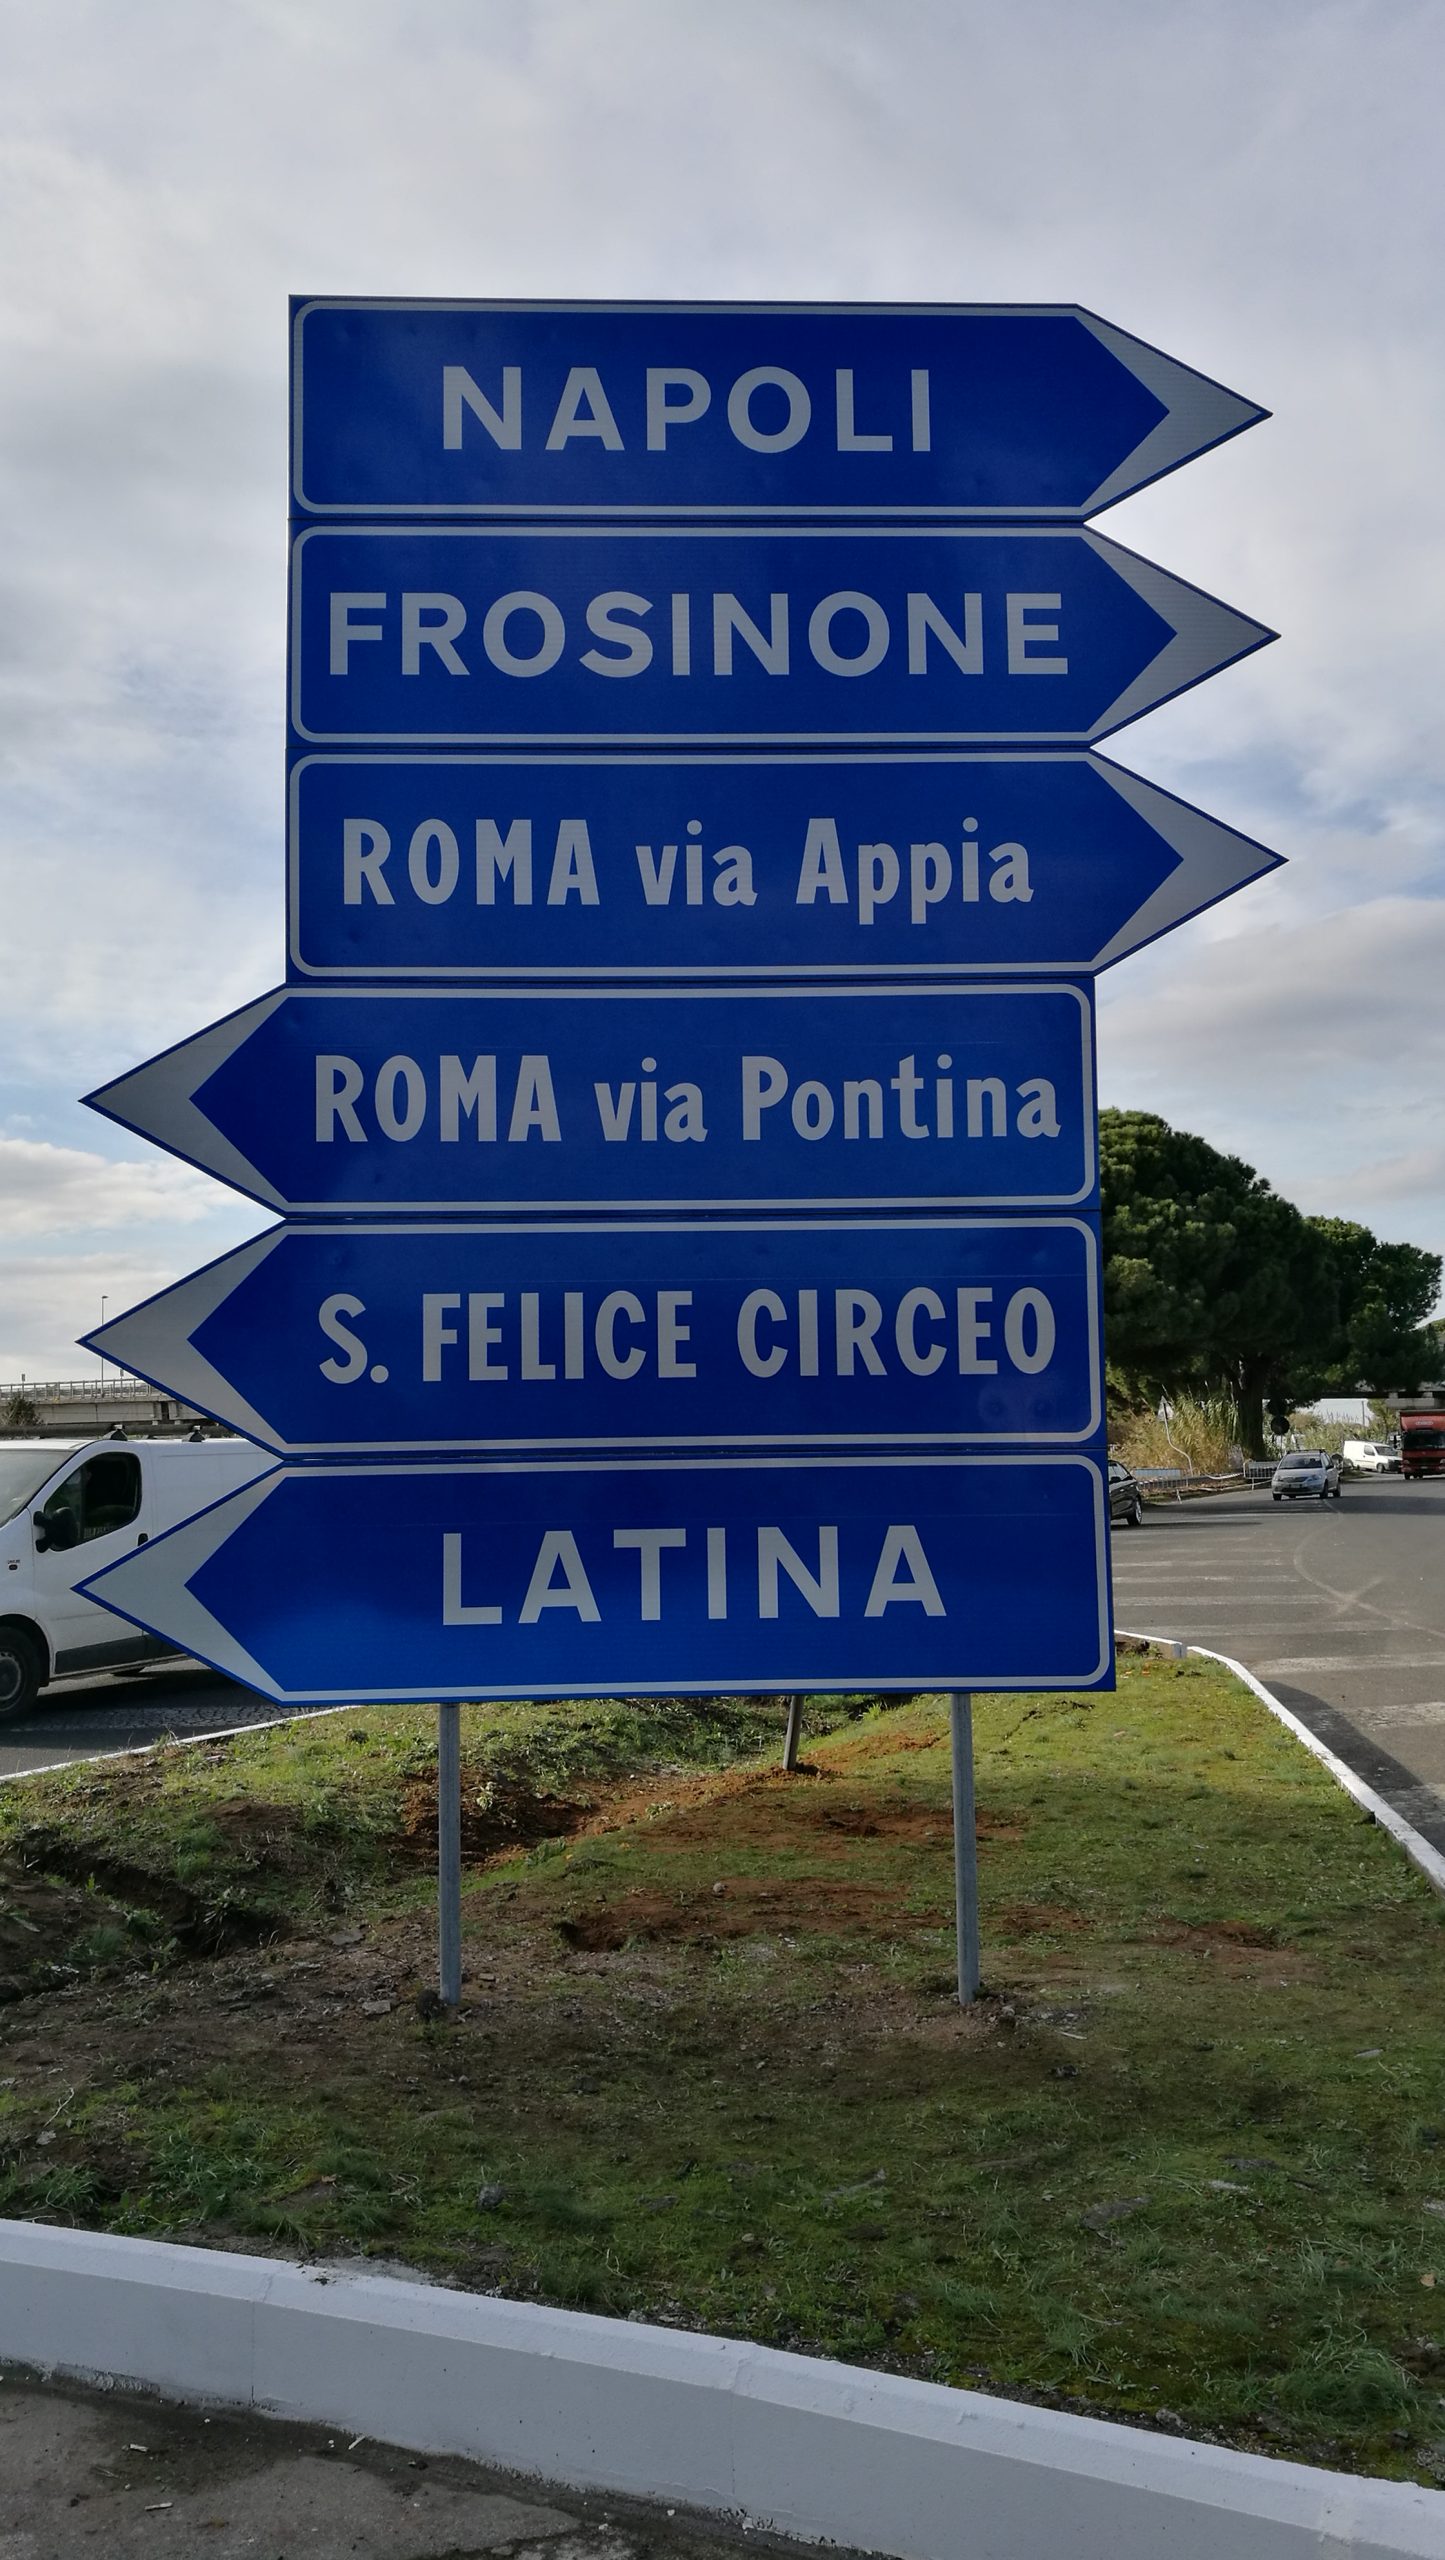 NAPOLI
FROSINONE
ROMA via Appia
ROMA via Pontina
S. FELICE CIRCEO
LATINA